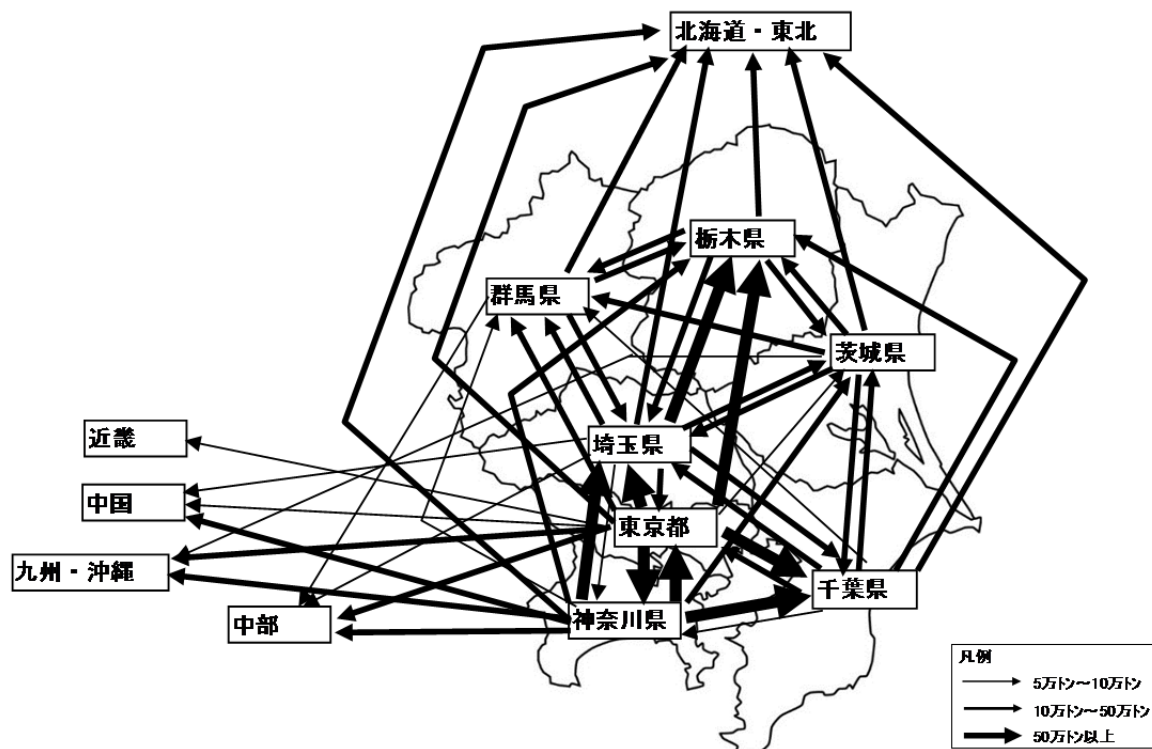 北海道・東北
栃木県
群馬県
茨城県
近畿
埼玉県
中国
東京都
九州・沖縄
千葉県
中部
神奈川県
凡例
5万トン～10万トン
10万トン～50万トン
50万トン以上